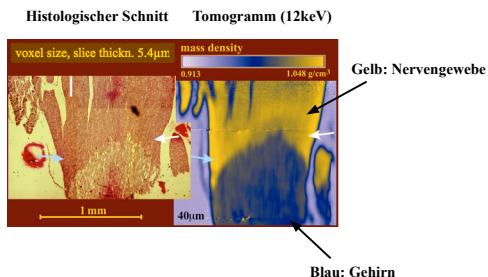 Histologischer Schnitt
Tomogramm (12keV)
voxel size, slice thickn. 5.4μm
mass density
0.913
1.048 g/cm³
Gelb: Nervengewebe
1 mm
40μm
Blau: Gehirn